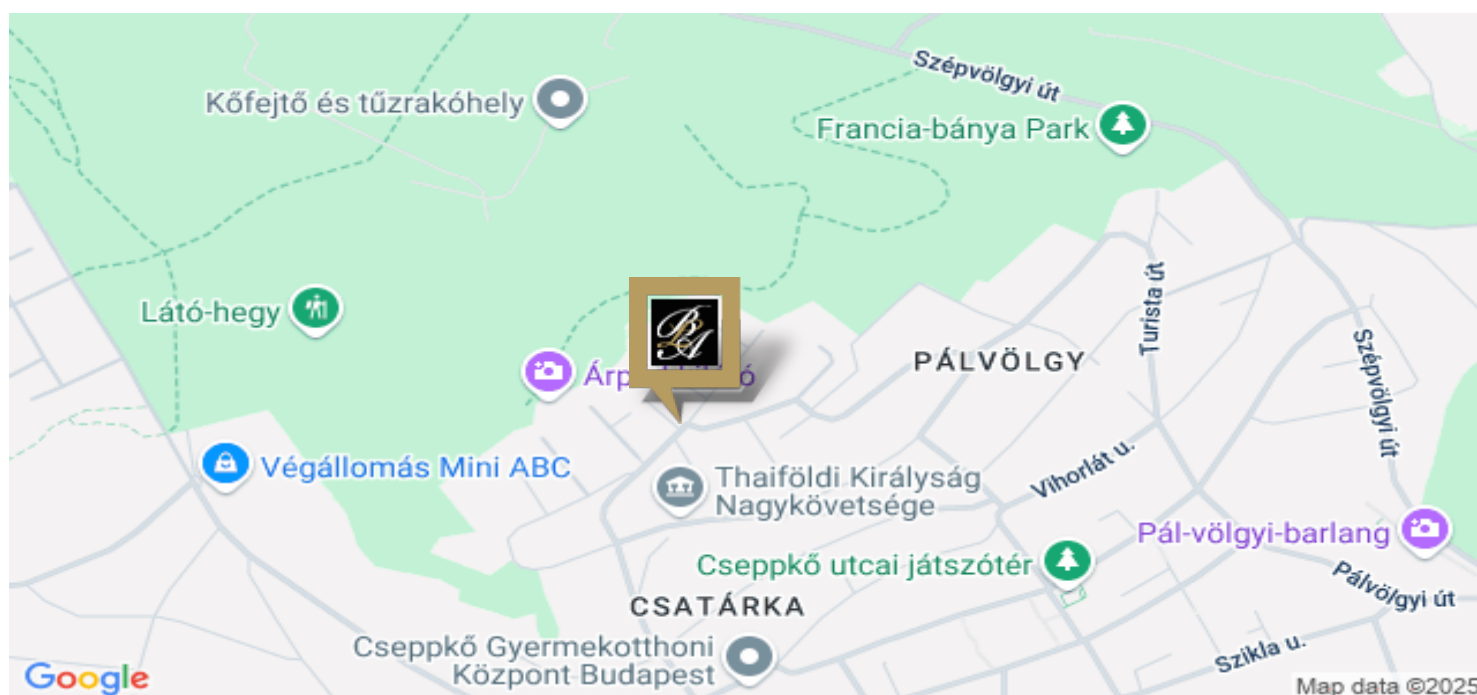 Szépvölgyi út
Kőfejtő és tűzrakóhely
Francia-bánya Park
Turista út
Látó-hegy
Szépvölgyi út
PÁLVÖLGY
BLA
Végállomás Mini ABC
Thaiföldi Királyság
Nagykövetsége
Vihorlát u.
Pál-völgyi-barlang
Cseppkő utcai játszótér
Pálvölgyi út
CSATÁRKA
Cseppkő Gyermekotthoni
Központ Budapest
Szikla u.
Google
Map data ©2025